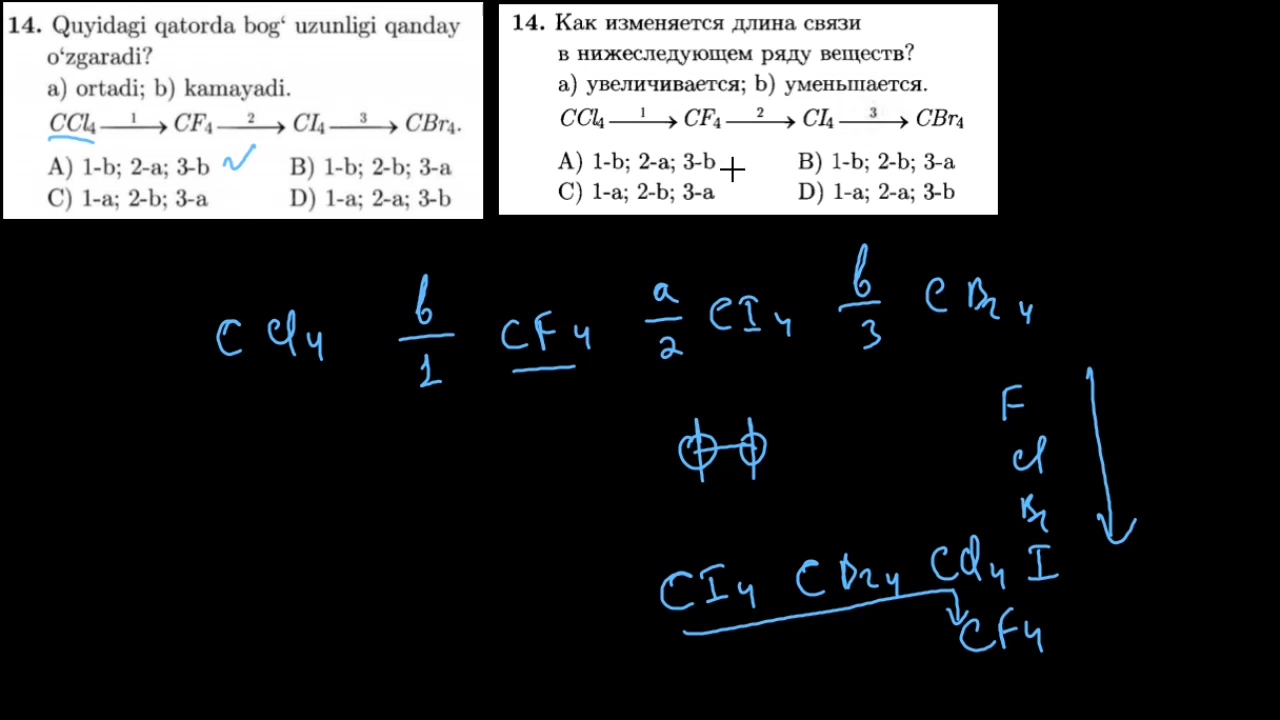 14. Quyidagi qatorda bog‘ uzunligi qanday
o‘zgaradi?
a) ortadi; b) kamayadi.
CCl₄ —1→ CF₄ —2→ CI₄ —3→ CBr₄.
A) 1-b; 2-a; 3-b ✓ B) 1-b; 2-b; 3-a
C) 1-a; 2-b; 3-a D) 1-a; 2-a; 3-b
14. Как изменяется длина связи
в нижеследующем ряду веществ?
a) увеличивается; b) уменьшается.
CCl₄ —1→ CF₄ —2→ CI₄ —3→ CBr₄
A) 1-b; 2-a; 3-b B) 1-b; 2-b; 3-a
C) 1-a; 2-b; 3-a D) 1-a; 2-a; 3-b
CCl₄ b/1 CF₄ a/2 CI₄ b/3 CBr₄
F
Cl
Br
I
CI₄ CBr₄ CCl₄
CF₄